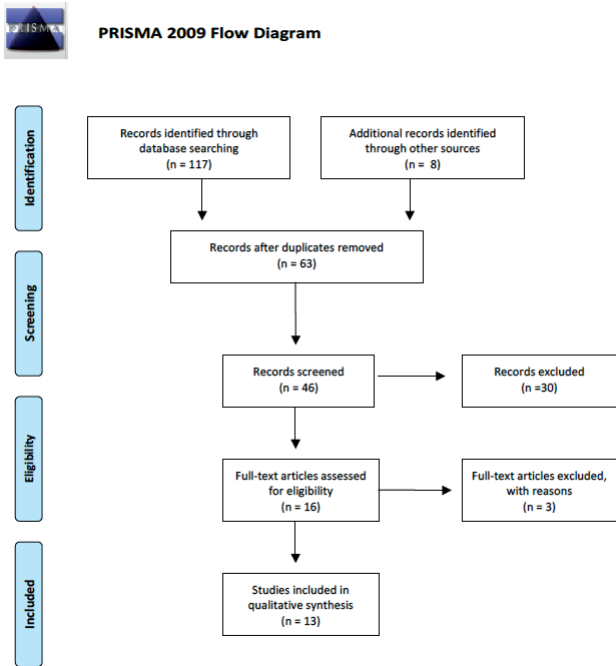 PRISMA
PRISMA 2009 Flow Diagram
Identification
Records identified through
database searching
(n = 117)
Additional records identified
through other sources
(n = 8)
Records after duplicates removed
(n = 63)
Screening
Records screened
(n = 46)
Records excluded
(n =30)
Eligibility
Full-text articles assessed
for eligibility
(n = 16)
Full-text articles excluded,
with reasons
(n = 3)
Included
Studies included in
qualitative synthesis
(n = 13)